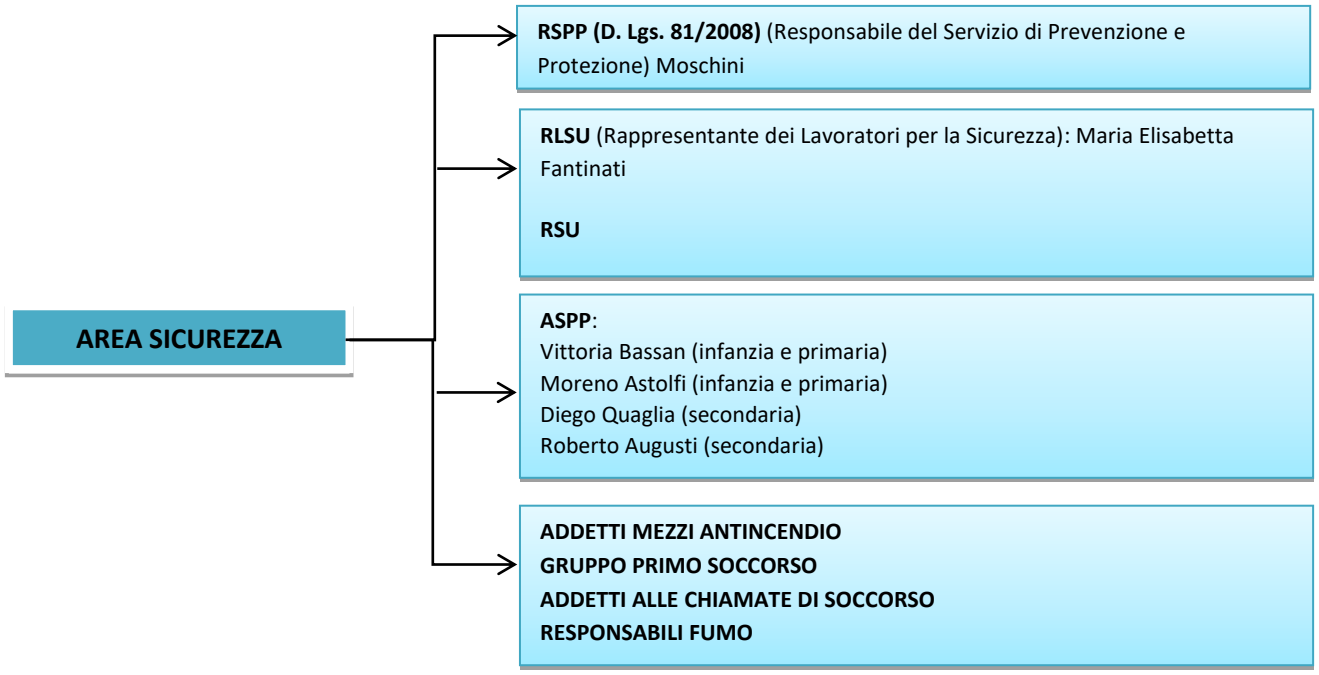 RSPP (D. Lgs. 81/2008) (Responsabile del Servizio di Prevenzione e
Protezione) Moschini
RLSU (Rappresentante dei Lavoratori per la Sicurezza): Maria Elisabetta
Fantinati
RSU
AREA SICUREZZA
ASPP:
Vittoria Bassan (infanzia e primaria)
Moreno Astolfi (infanzia e primaria)
Diego Quaglia (secondaria)
Roberto Augusti (secondaria)
ADDETTI MEZZI ANTINCENDIO
GRUPPO PRIMO SOCCORSO
ADDETTI ALLE CHIAMATE DI SOCCORSO
RESPONSABILI FUMO